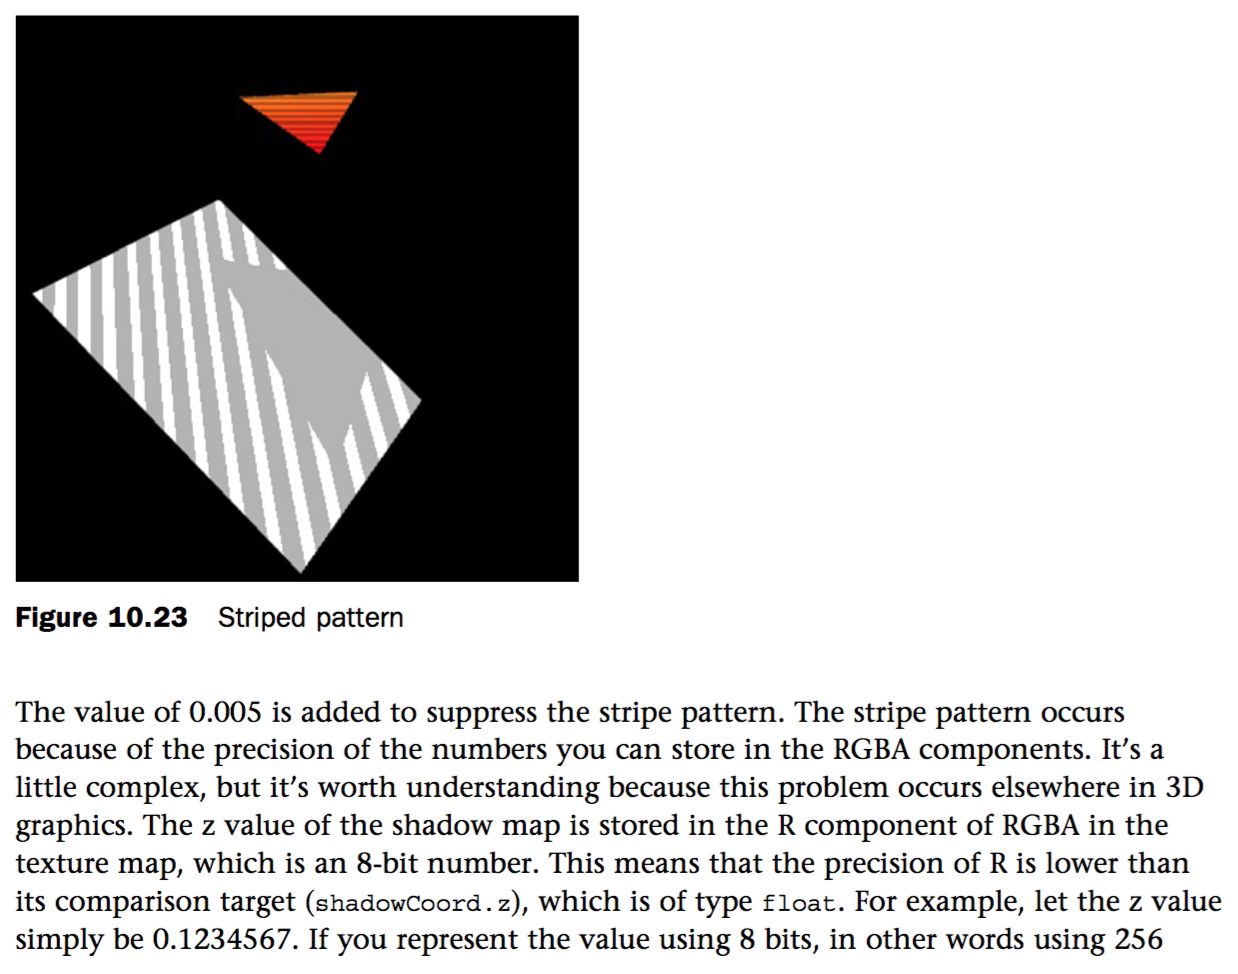 Figure 10.23 Striped pattern
The value of 0.005 is added to suppress the stripe pattern. The stripe pattern occurs
because of the precision of the numbers you can store in the RGBA components. It’s a
little complex, but it’s worth understanding because this problem occurs elsewhere in 3D
graphics. The z value of the shadow map is stored in the R component of RGBA in the
texture map, which is an 8-bit number. This means that the precision of R is lower than
its comparison target (shadowCoord.z), which is of type float. For example, let the z value
simply be 0.1234567. If you represent the value using 8 bits, in other words using 256